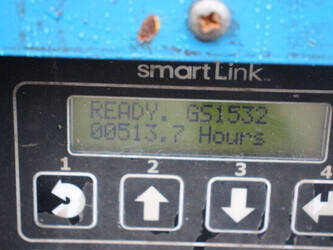 smartLink
READY. GS1532
00513.7 Hours
1 2 3 4